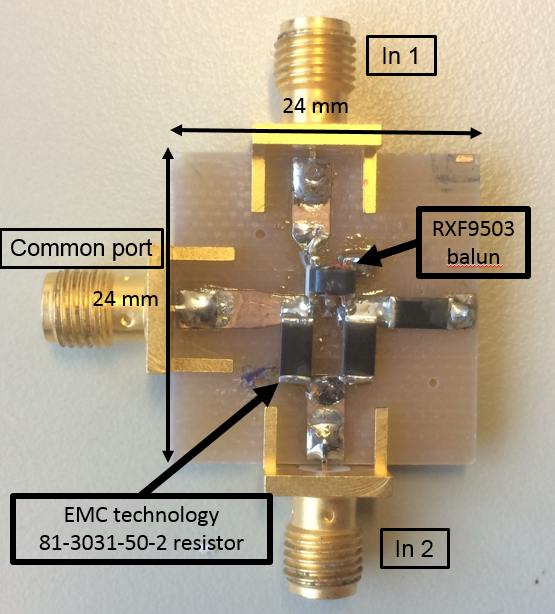 In 1
24 mm
RXF9503
balun
Common port
24 mm
EMC technology
81-3031-50-2 resistor
In 2